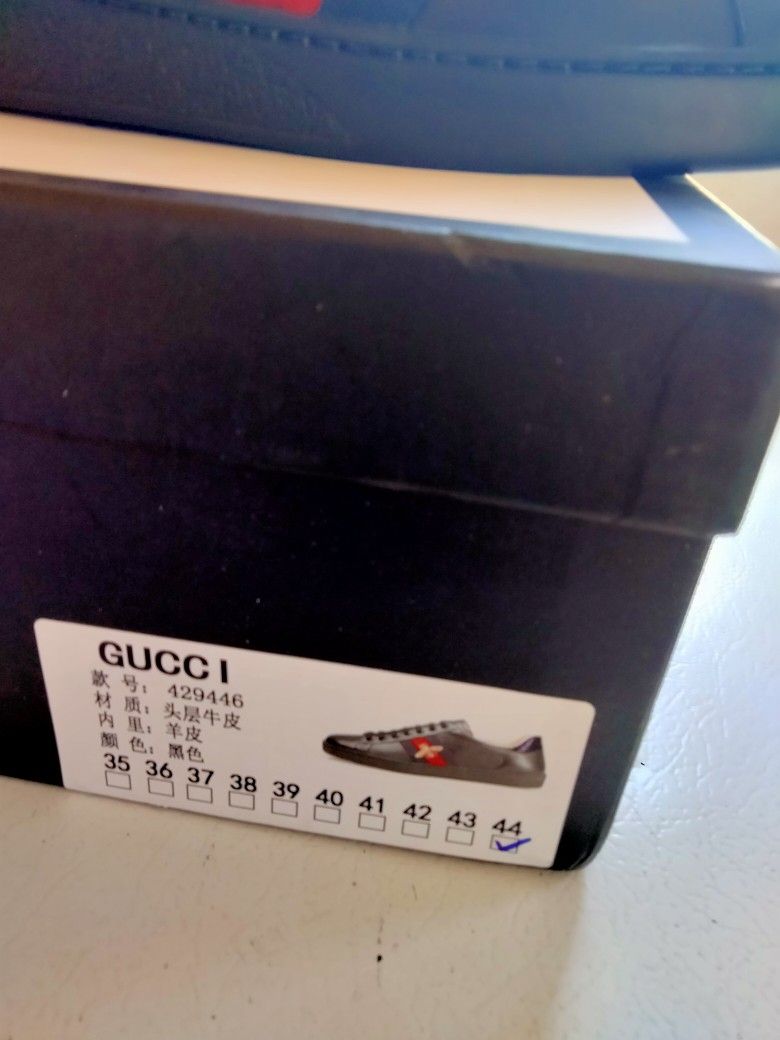 GUCCI
款 号： 429446
材 质：头层牛皮
内 里：羊皮
颜 色：黑色
35 36 37 38 39 40 41 42 43 44